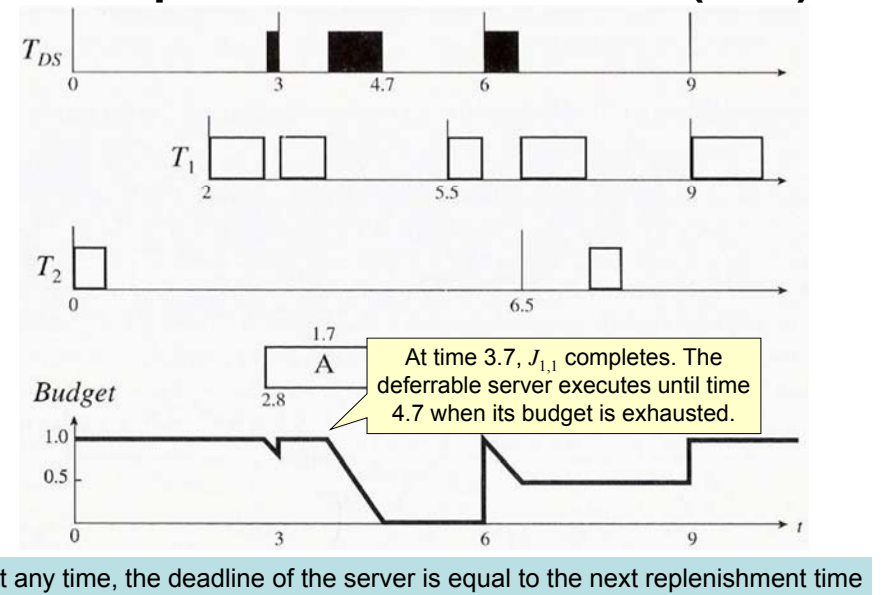 T_DS
0 3 4.7 6 9
T_1
2 5.5 9
T_2
0 6.5
1.7
A
2.8
At time 3.7, J_1,1 completes. The
deferrable server executes until time
4.7 when its budget is exhausted.
Budget
1.0
0.5
0 3 6 9 t
t any time, the deadline of the server is equal to the next replenishment time